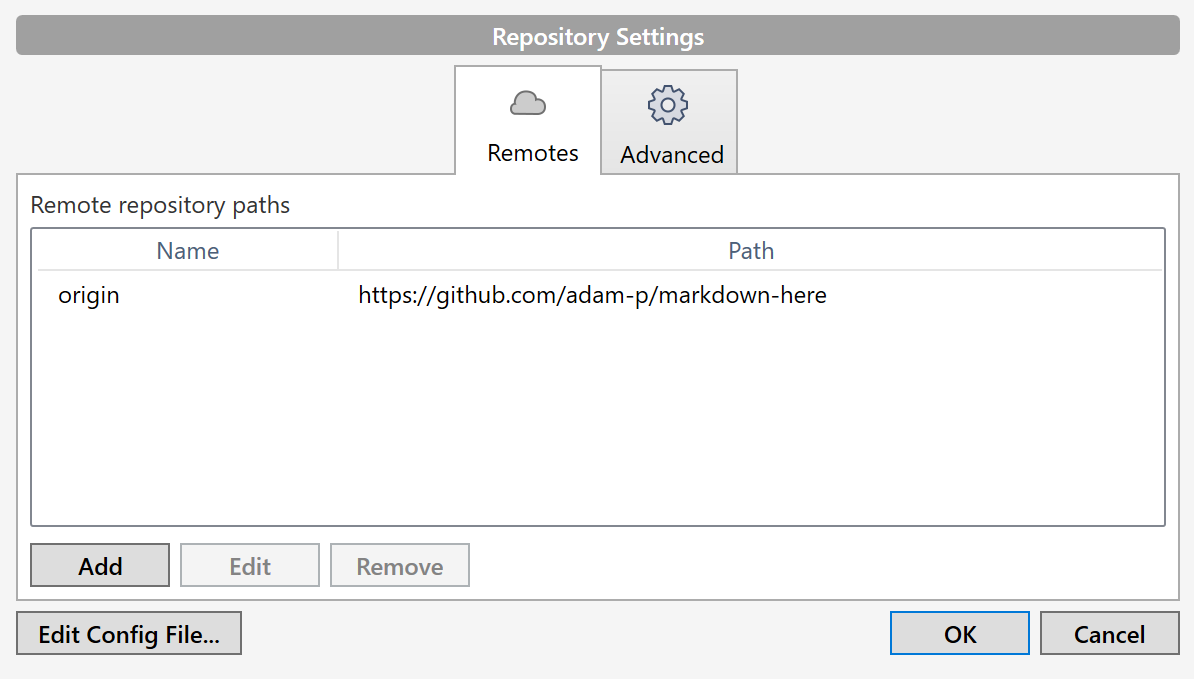 Repository Settings
Remotes
Advanced
Remote repository paths
Name Path
origin https://github.com/adam-p/markdown-here
Add Edit Remove
Edit Config File... OK Cancel